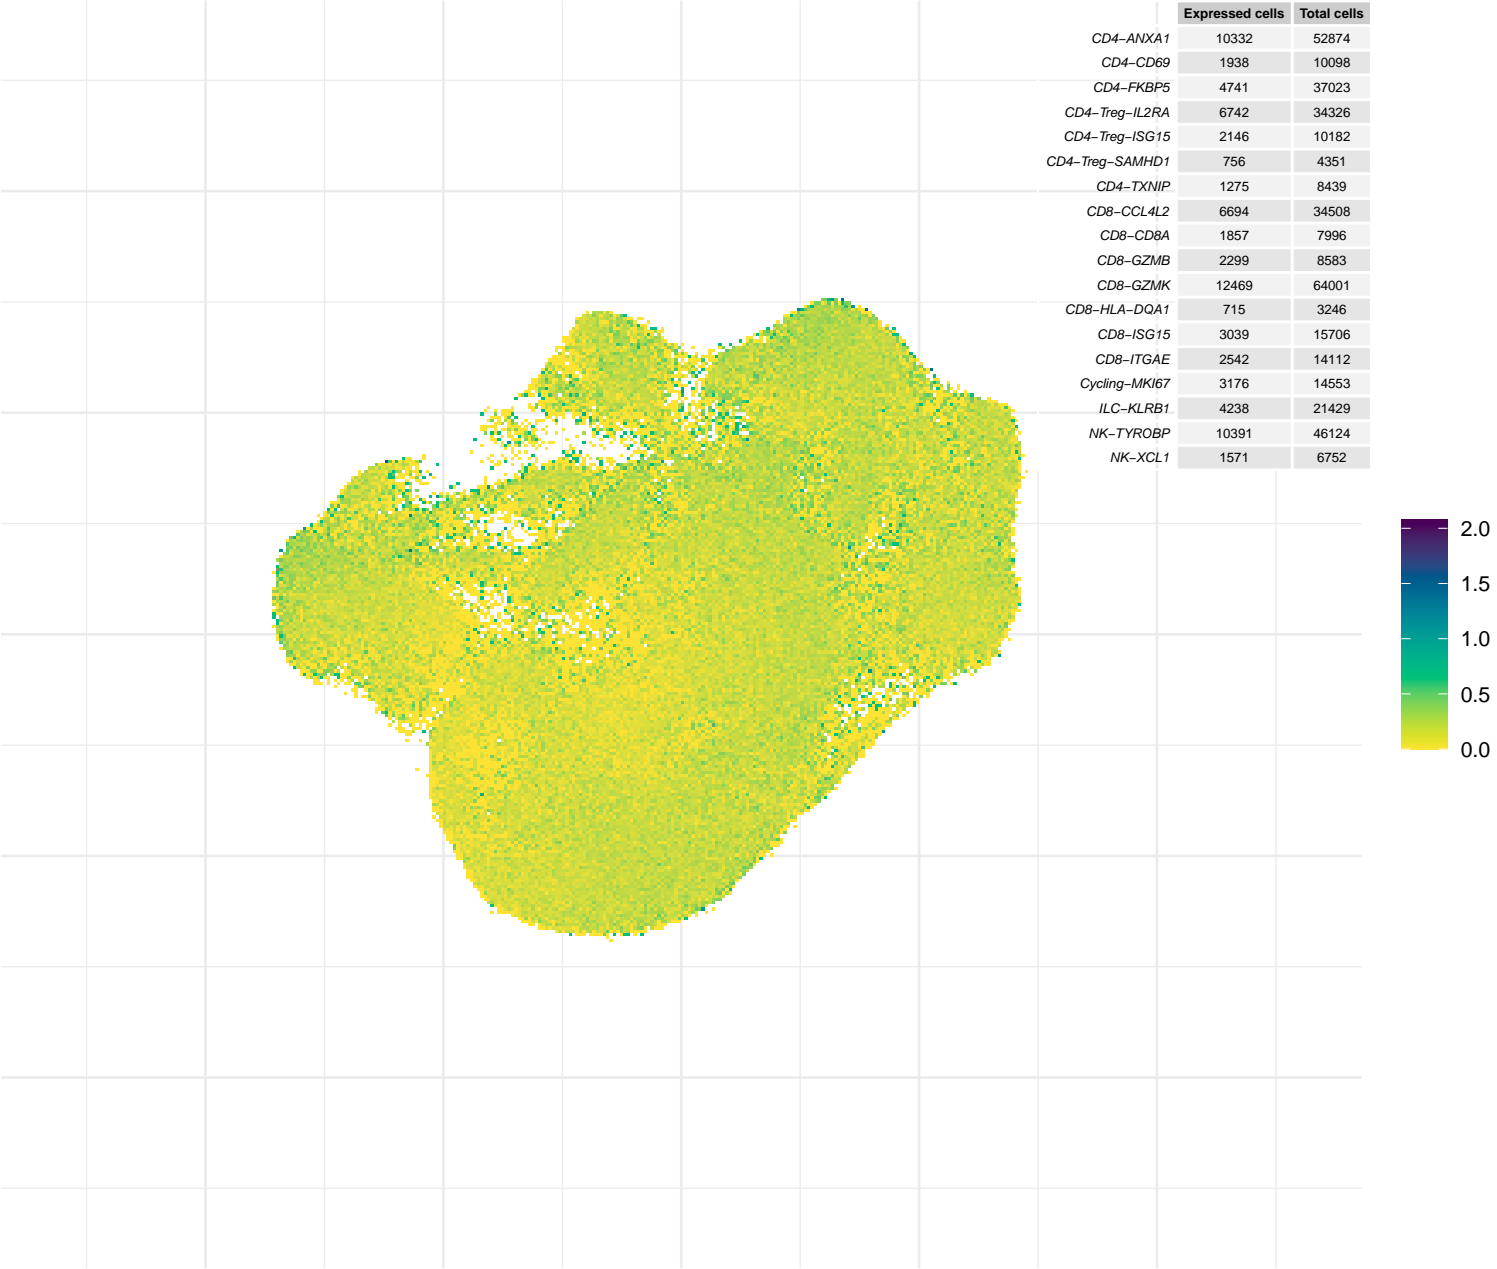 Expressed cells Total cells
CD4−ANXA1 10332 52874
CD4−CD69 1938 10098
CD4−FKBP5 4741 37023
CD4−Treg−IL2RA 6742 34326
CD4−Treg−ISG15 2146 10182
CD4−Treg−SAMHD1 756 4351
CD4−TXNIP 1275 8439
CD8−CCL4L2 6694 34508
CD8−CD8A 1857 7996
CD8−GZMB 2299 8583
CD8−GZMK 12469 64001
CD8−HLA−DQA1 715 3246
CD8−ISG15 3039 15706
CD8−ITGAE 2542 14112
Cycling−MKI67 3176 14553
ILC−KLRB1 4238 21429
NK−TYROBP 10391 46124
NK−XCL1 1571 6752
2.0
1.5
1.0
0.5
0.0